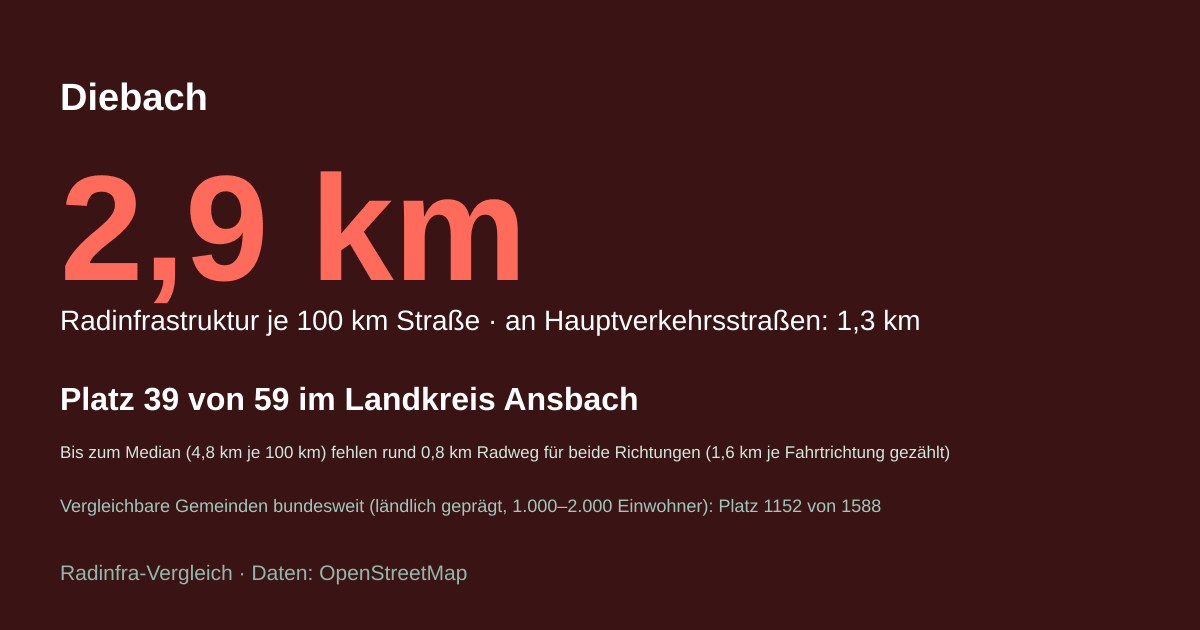 Diebach
2,9 km
Radinfrastruktur je 100 km Straße · an Hauptverkehrsstraßen: 1,3 km
Platz 39 von 59 im Landkreis Ansbach
Bis zum Median (4,8 km je 100 km) fehlen rund 0,8 km Radweg für beide Richtungen (1,6 km je Fahrtrichtung gezählt)
Vergleichbare Gemeinden bundesweit (ländlich geprägt, 1.000–2.000 Einwohner): Platz 1152 von 1588
Radinfra-Vergleich · Daten: OpenStreetMap